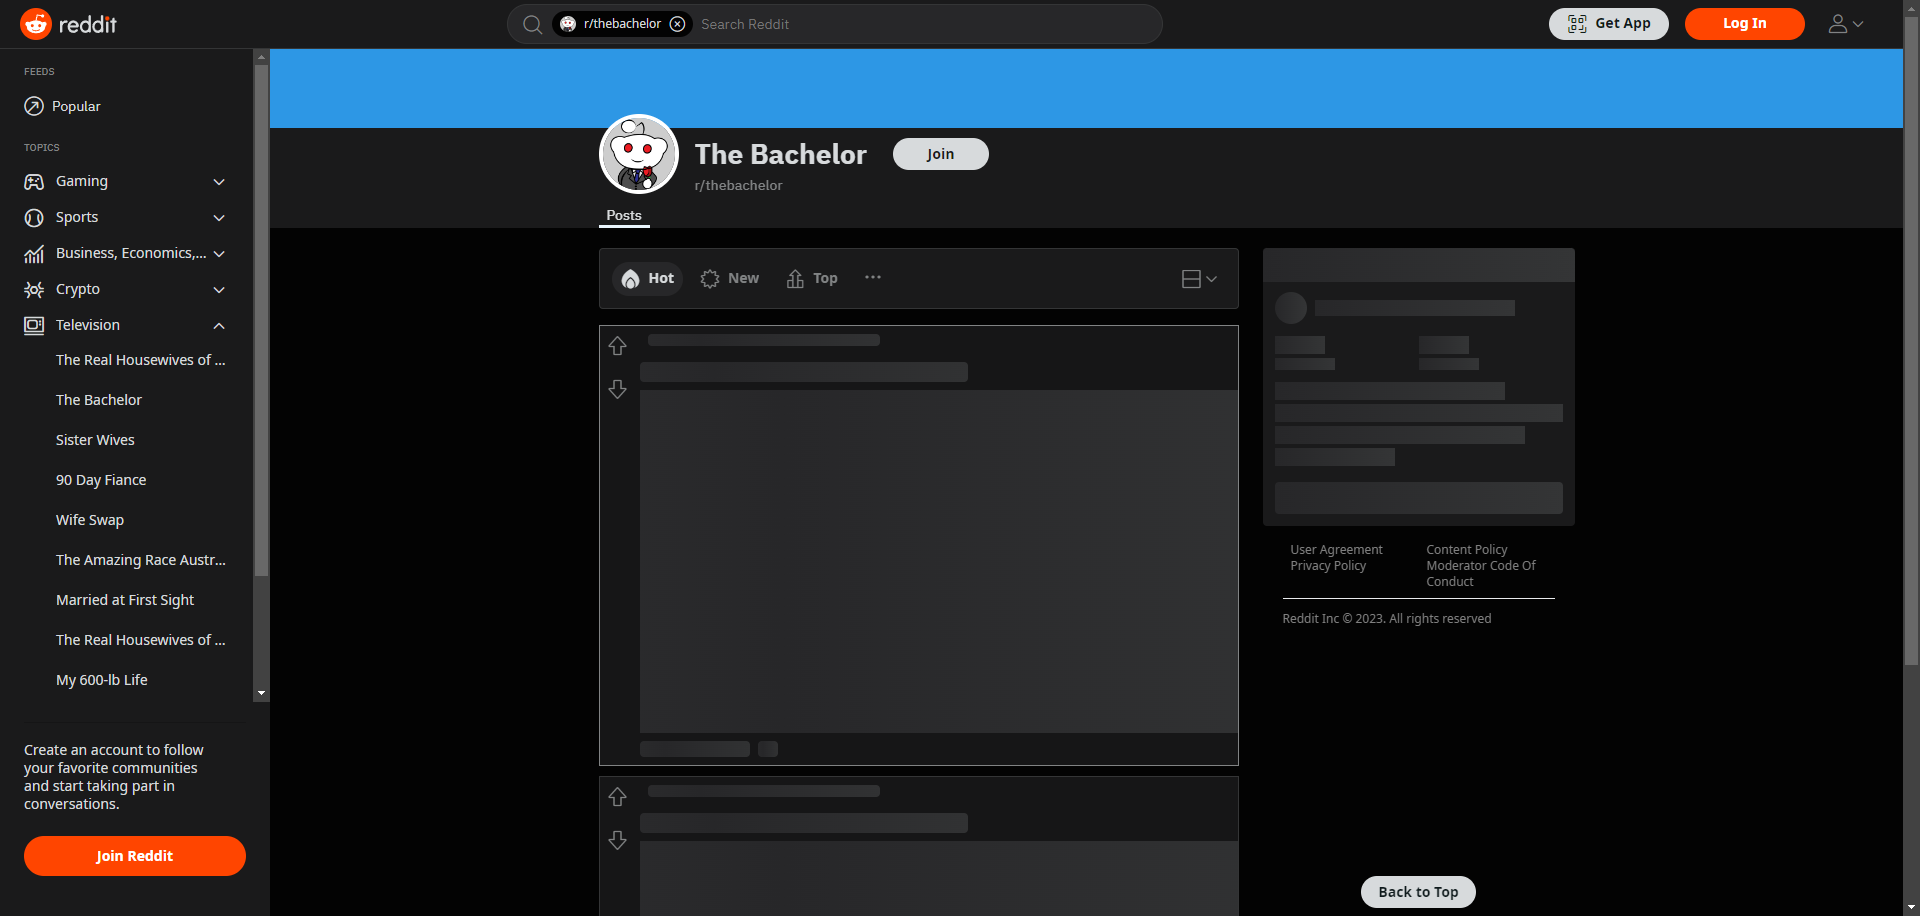 reddit
r/thebachelor
Search Reddit
Get App
Log In
FEEDS
Popular
TOPICS
Gaming
Sports
Business, Economics,...
Crypto
Television
The Real Housewives of ...
The Bachelor
Sister Wives
90 Day Fiance
Wife Swap
The Amazing Race Austr...
Married at First Sight
The Real Housewives of ...
My 600-lb Life
Create an account to follow
your favorite communities
and start taking part in
conversations.
Join Reddit
The Bachelor
Join
r/thebachelor
Posts
Hot
New
Top
User Agreement
Privacy Policy
Content Policy
Moderator Code Of
Conduct
Reddit Inc © 2023. All rights reserved
Back to Top